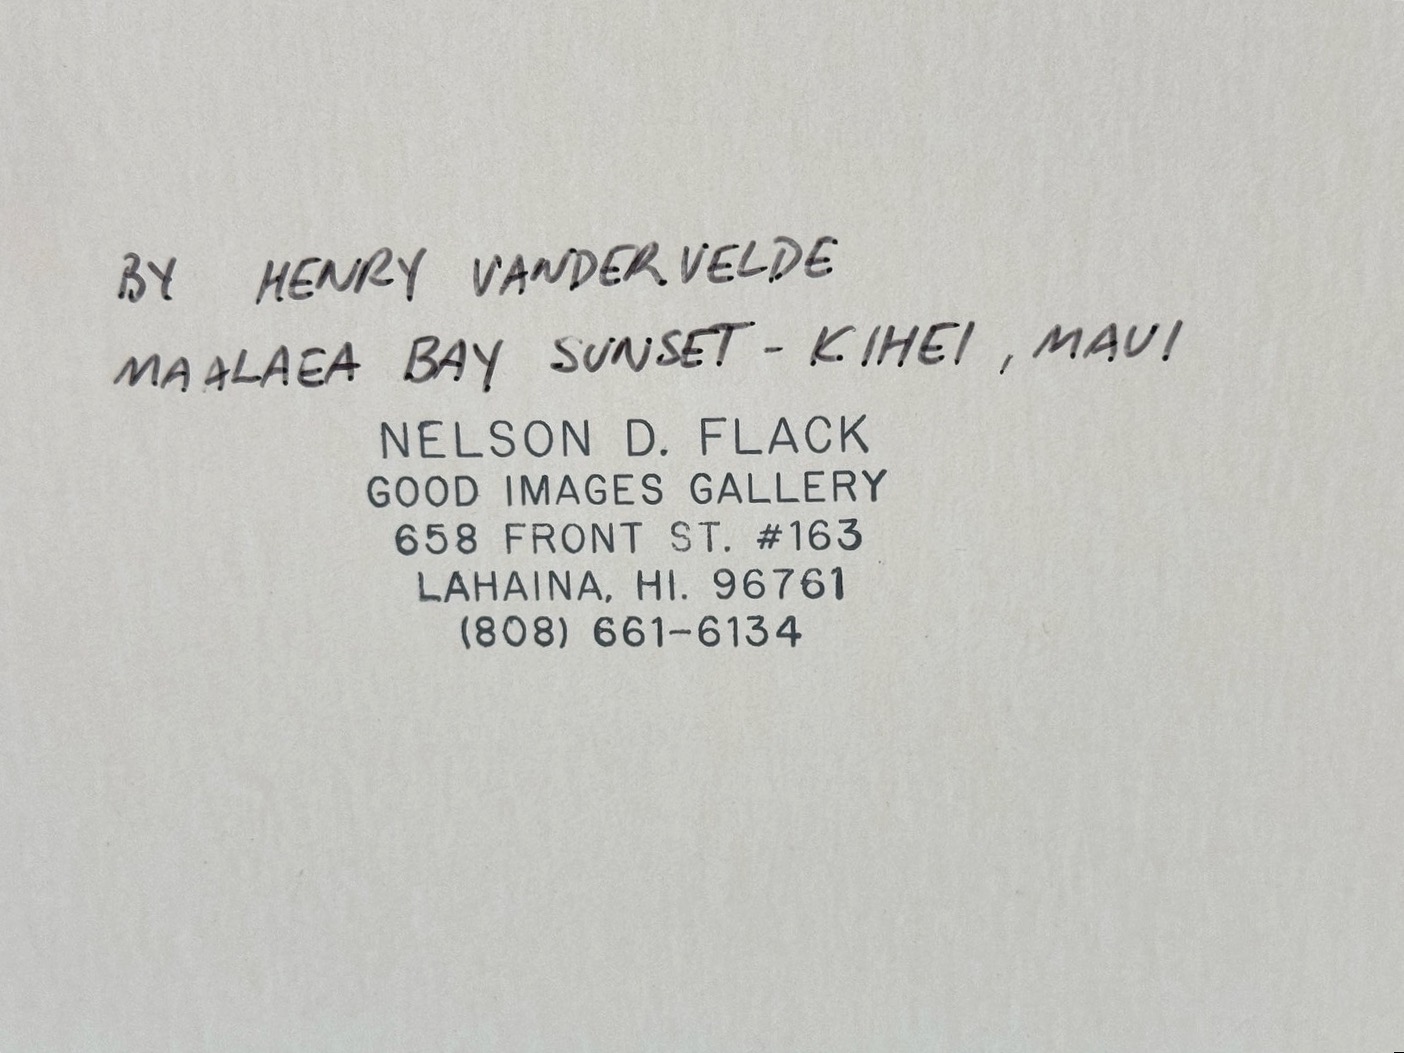 BY HENRY VANDERVELDE
MAALAEA BAY SUNSET - KIHEI, MAUI
NELSON D. FLACK
GOOD IMAGES GALLERY
658 FRONT ST. #163
LAHAINA, HI. 96761
(808) 661-6134